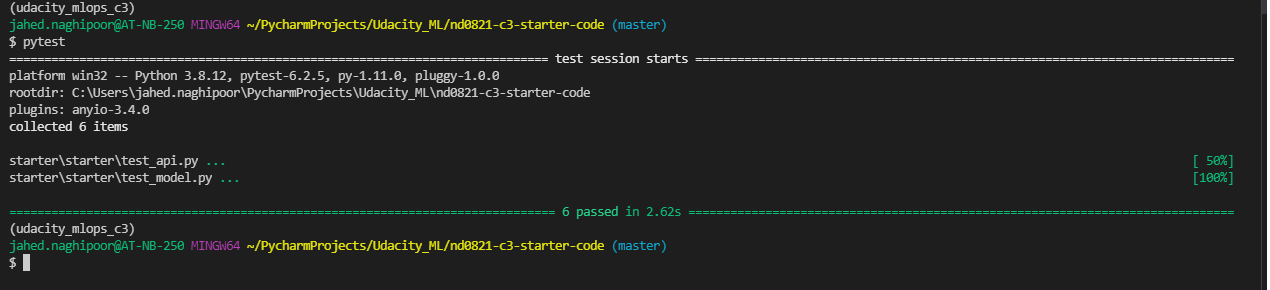 (udacity_mlops_c3)
jahed.naghipoor@AT-NB-250 MINGW64 ~/PycharmProjects/Udacity_ML/nd0821-c3-starter-code (master)
$ pytest
============================= test session starts =============================
platform win32 -- Python 3.8.12, pytest-6.2.5, py-1.11.0, pluggy-1.0.0
rootdir: C:\Users\jahed.naghipoor\PycharmProjects\Udacity_ML\nd0821-c3-starter-code
plugins: anyio-3.4.0
collected 6 items
starter\starter\test_api.py ... [ 50%]
starter\starter\test_model.py ... [100%]
============================= 6 passed in 2.62s =============================
(udacity_mlops_c3)
jahed.naghipoor@AT-NB-250 MINGW64 ~/PycharmProjects/Udacity_ML/nd0821-c3-starter-code (master)
$